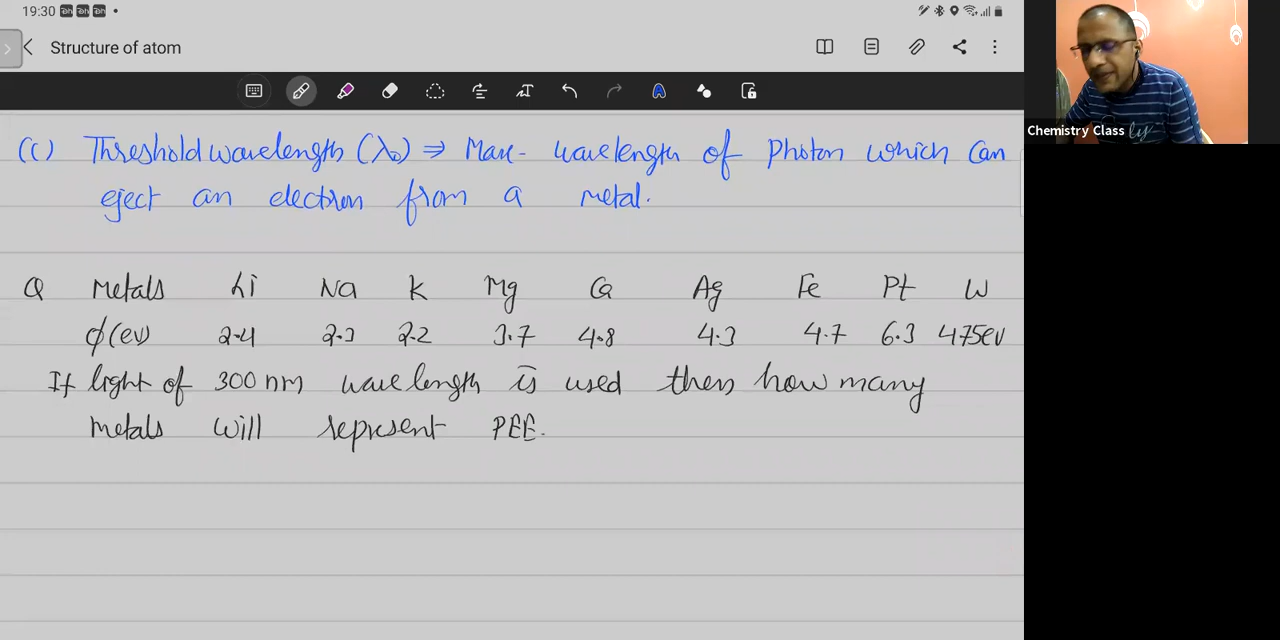 19:30
Structure of atom
Chemistry Class
(c) Threshold wavelength (λ₀) ⇒ Max- wavelength of Photon which can
eject an electron from a metal.
Q Metals Li Na K Mg Ca Ag Fe Pt W
ϕ(ev) 2.4 2.3 2.2 3.7 4.8 4.3 4.7 6.3 4.75eV
If light of 300 nm wavelength is used then how many
metals will represent PEE.